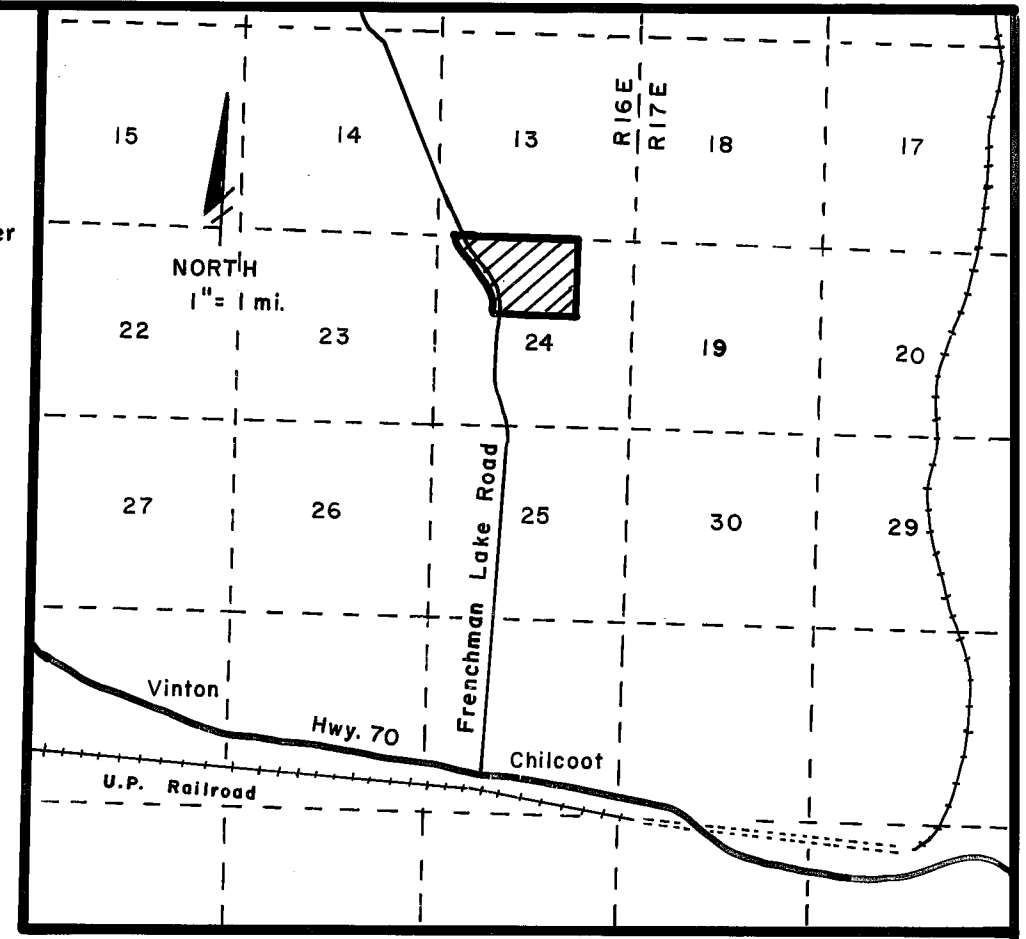 R16E
R17E
15
14
13
18
17
er
NORTH
1"= 1 mi.
22
23
24
19
20
27
26
25
30
29
Frenchman Lake Road
Vinton
Hwy. 70
Chilcoot
U.P. Railroad